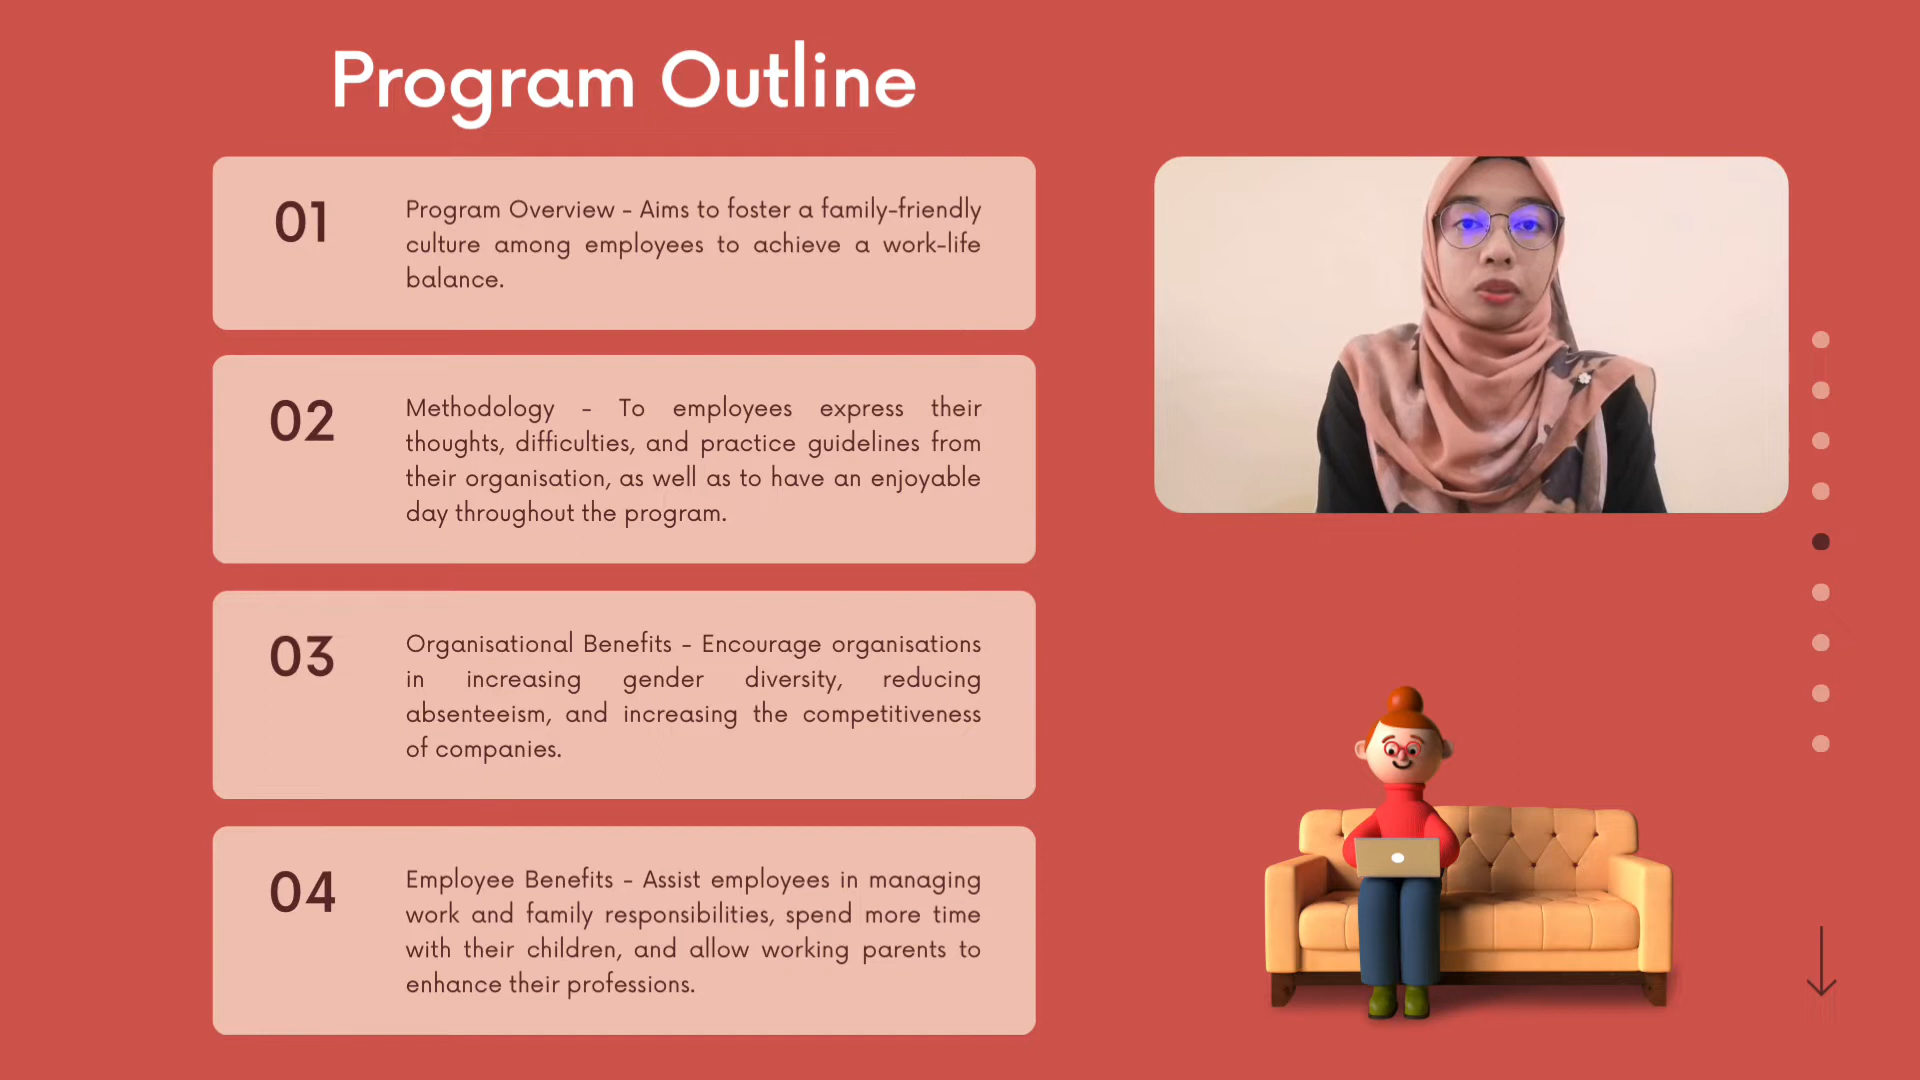 Program Outline
01
Program Overview - Aims to foster a family-friendly
culture among employees to achieve a work-life
balance.
02
Methodology - To employees express their
thoughts, difficulties, and practice guidelines from
their organisation, as well as to have an enjoyable
day throughout the program.
03
Organisational Benefits - Encourage organisations
in increasing gender diversity, reducing
absenteeism, and increasing the competitiveness
of companies.
04
Employee Benefits - Assist employees in managing
work and family responsibilities, spend more time
with their children, and allow working parents to
enhance their professions.